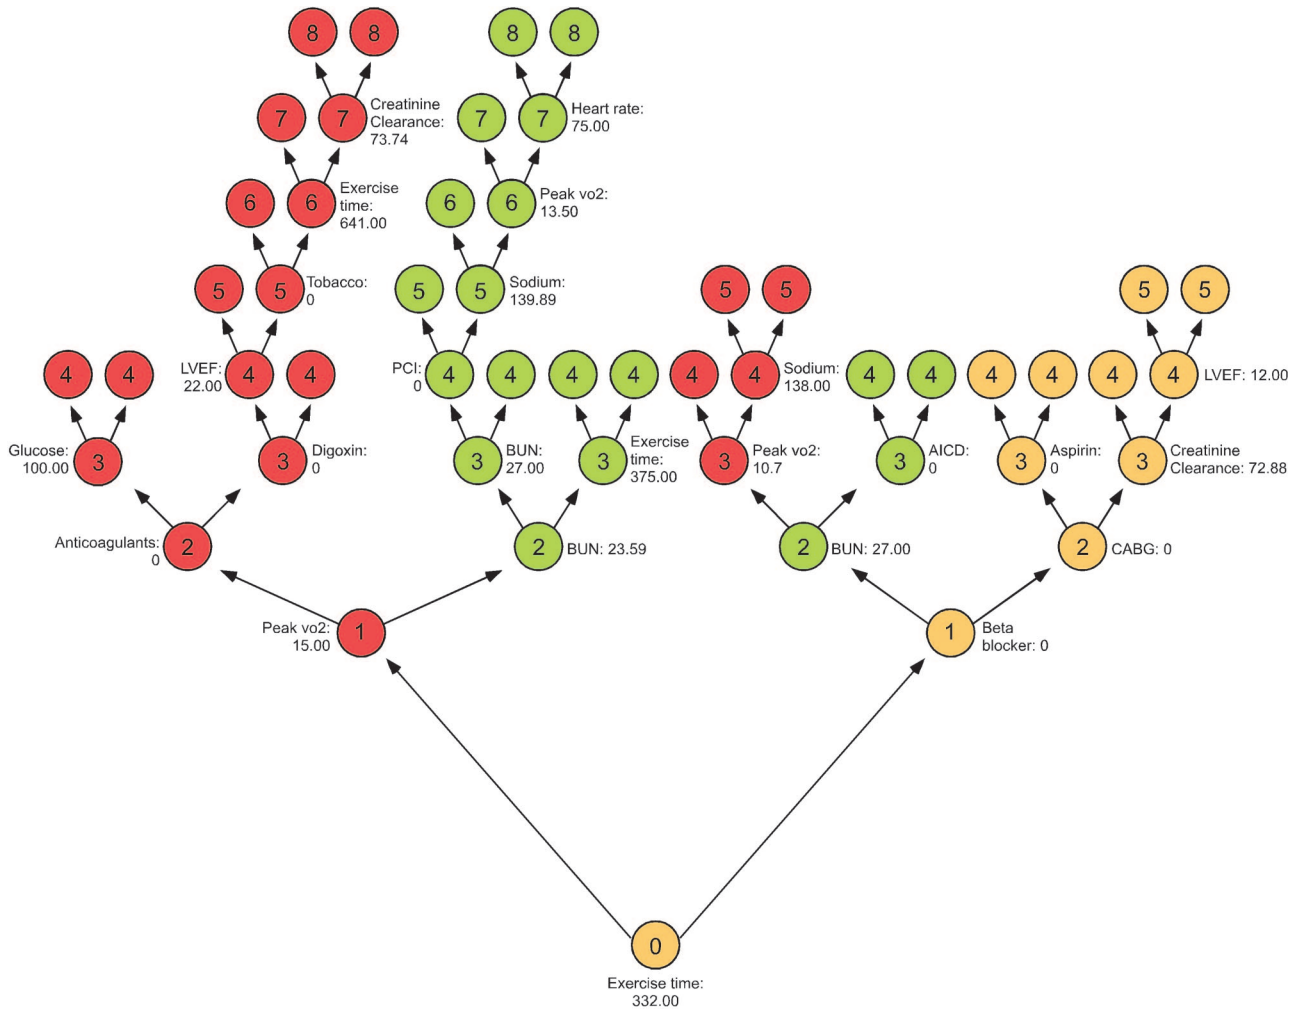 8 8 8 8
7 7 Creatinine Clearance: 73.74 7 7 Heart rate: 75.00
6 6 Exercise time: 641.00 6 6 Peak vo2: 13.50
5 5 Tobacco: 0 5 5 Sodium: 139.89 5 5 5 5
4 4 LVEF: 22.00 4 4 PCI: 0 4 4 4 4 4 4 Sodium: 138.00 4 4 4 4 4 4 LVEF: 12.00
Glucose: 100.00 3 3 Digoxin: 0 3 BUN: 27.00 3 Exercise time: 375.00 3 Peak vo2: 10.7 3 AICD: 0 3 Aspirin: 0 3 Creatinine Clearance: 72.88
Anticoagulants: 0 2 2 BUN: 23.59 2 BUN: 27.00 2 CABG: 0
Peak vo2: 15.00 1 1 Beta blocker: 0
0
Exercise time:
332.00